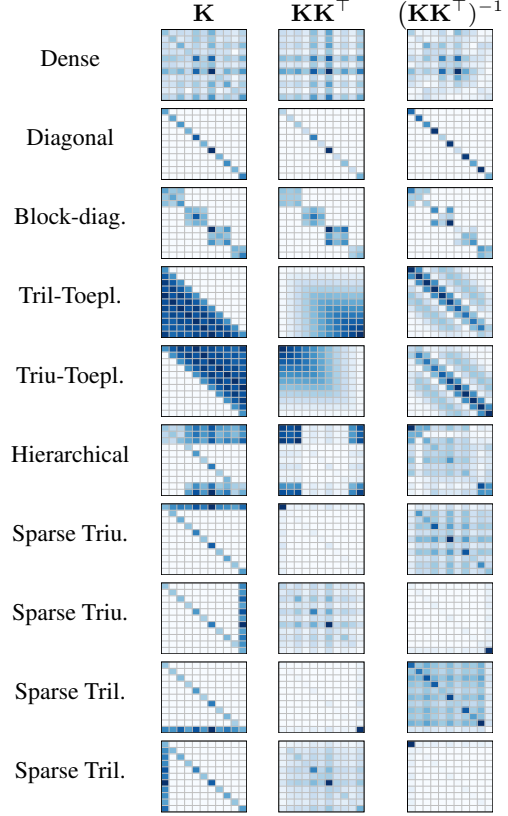 K KK⊤ (KK⊤)−1
Dense
Diagonal
Block-diag.
Tril-Toepl.
Triu-Toepl.
Hierarchical
Sparse Triu.
Sparse Triu.
Sparse Tril.
Sparse Tril.